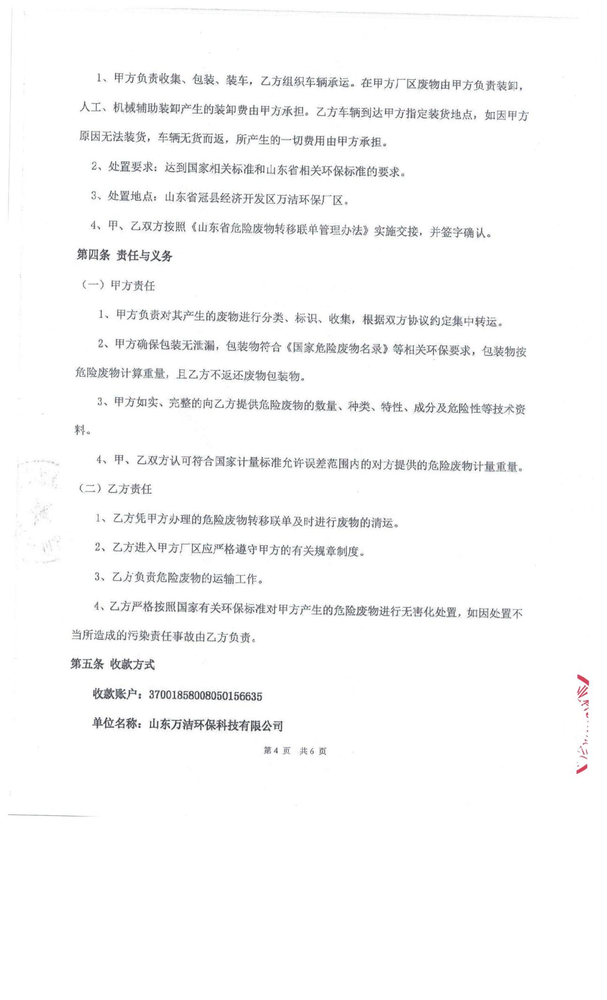 1、甲方负责收集、包装、装车，乙方组织车辆承运。在甲方厂区废物由甲方负责装卸，
人工、机械辅助装卸产生的装卸费由甲方承担。乙方车辆到达甲方指定装货地点，如因甲方
原因无法装货，车辆无货而返，所产生的一切费用由甲方承担。
2、处置要求：达到国家相关标准和山东省相关环保标准的要求。
3、处置地点：山东省冠县经济开发区万洁环保厂区。
4、甲、乙双方按照《山东省危险废物转移联单管理办法》实施交接，并签字确认。
第四条 责任与义务
（一）甲方责任
1、甲方负责对其产生的废物进行分类、标识、收集，根据双方协议约定集中转运。
2、甲方确保包装无泄漏，包装物符合《国家危险废物名录》等相关环保要求，包装物按
危险废物计算重量，且乙方不返还废物包装物。
3、甲方如实、完整的向乙方提供危险废物的数量、种类、特性、成分及危险性等技术资
料。
4、甲、乙双方认可符合国家计量标准允许误差范围内的对方提供的危险废物计量重量。
（二）乙方责任
1、乙方凭甲方办理的危险废物转移联单及时进行废物的清运。
2、乙方进入甲方厂区应严格遵守甲方的有关规章制度。
3、乙方负责危险废物的运输工作。
4、乙方严格按照国家有关环保标准对甲方产生的危险废物进行无害化处置，如因处置不
当所造成的污染责任事故由乙方负责。
第五条 收款方式
收款账户：37001858008050156635
单位名称：山东万洁环保科技有限公司
第 4 页 共 6 页